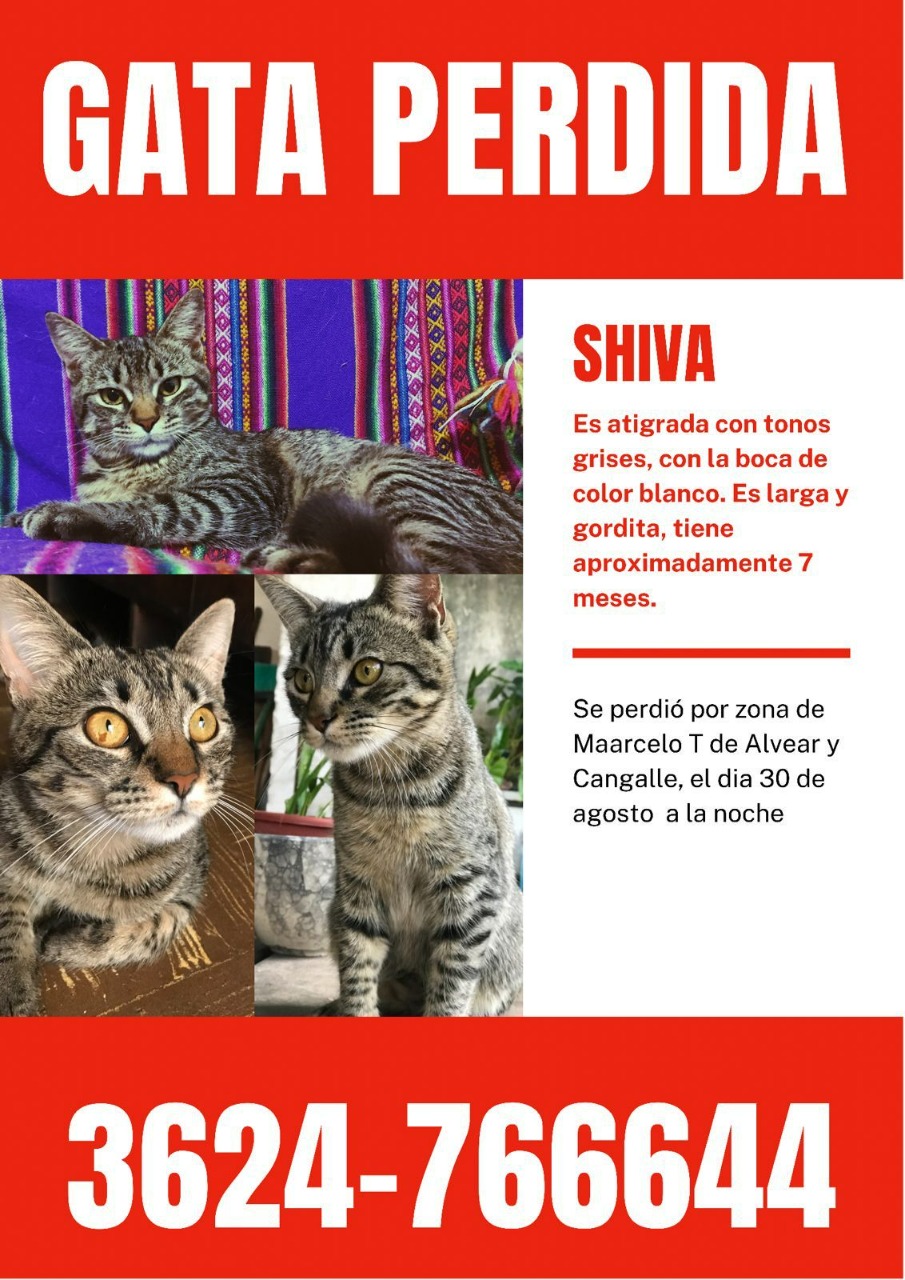 GATA PERDIDA
SHIVA
Es atigrada con tonos
grises, con la boca de
color blanco. Es larga y
gordita, tiene
aproximadamente 7
meses.
Se perdió por zona de
Maarcelo T de Alvear y
Cangalle, el dia 30 de
agosto  a la noche
3624-766644